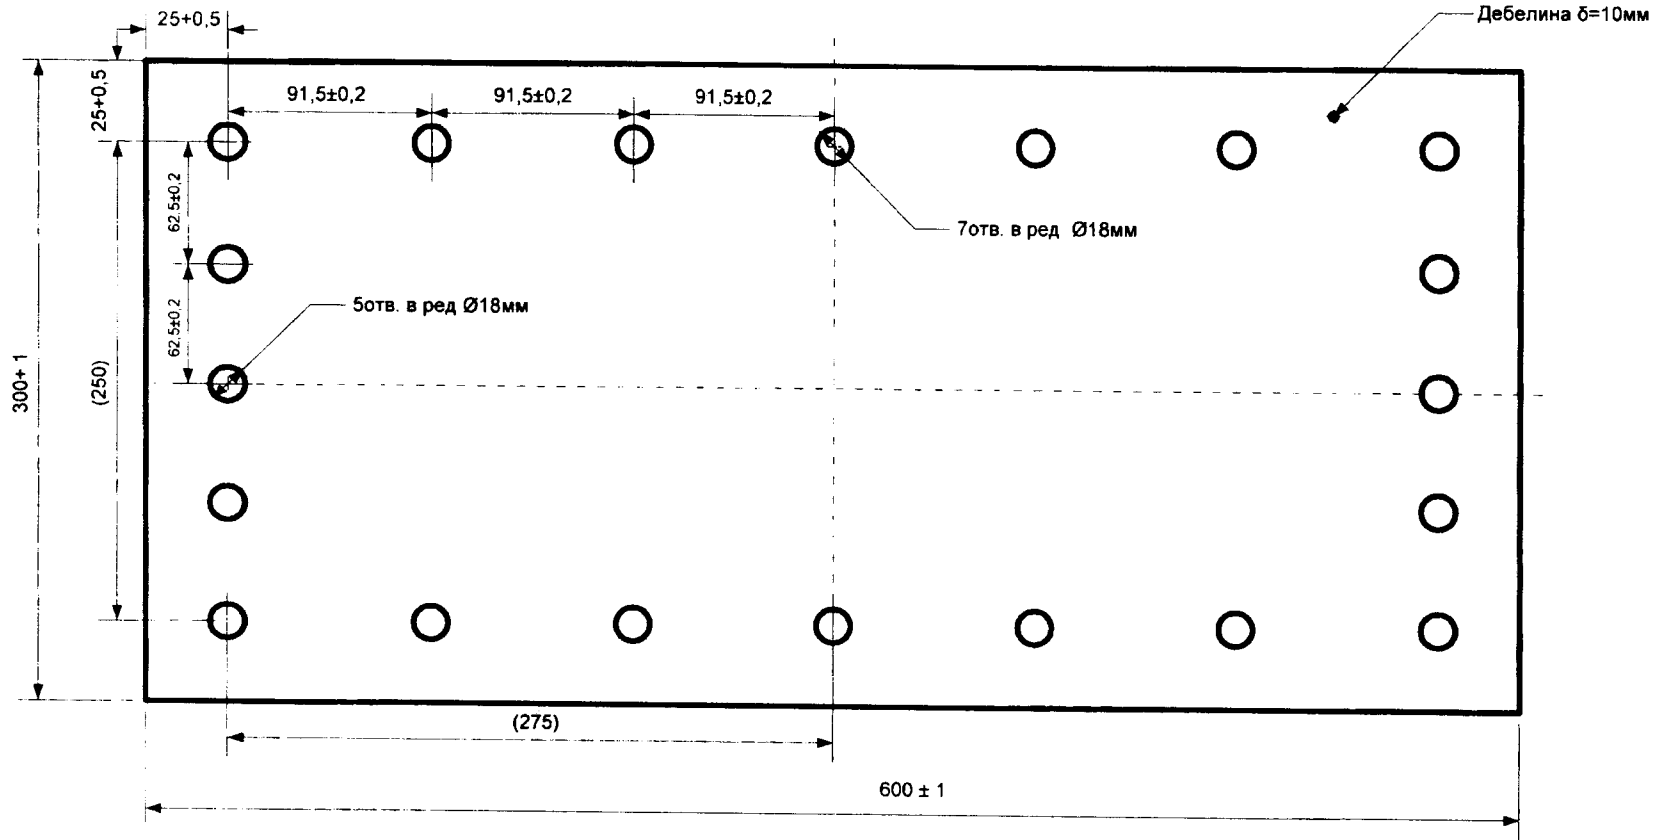 25+0,5
Дебелина δ=10мм
25+0,5
91,5±0,2
91,5±0,2
91,5±0,2
62.5±0,2
7отв. в ред Ø18мм
62.5±0,2
5отв. в ред Ø18мм
300+ 1
(250)
(275)
600 ± 1